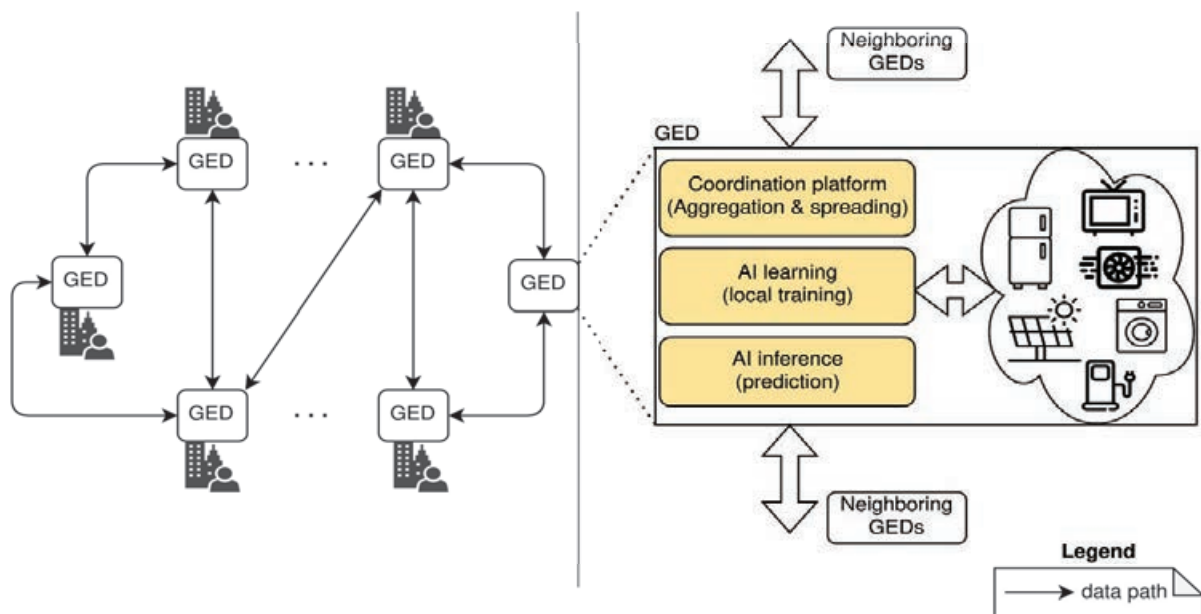 GED
. . .
GED
GED
GED
GED
. . .
GED
Neighboring
GEDs
GED
Coordination platform
(Aggregation & spreading)
AI learning
(local training)
AI inference
(prediction)
Neighboring
GEDs
Legend
data path